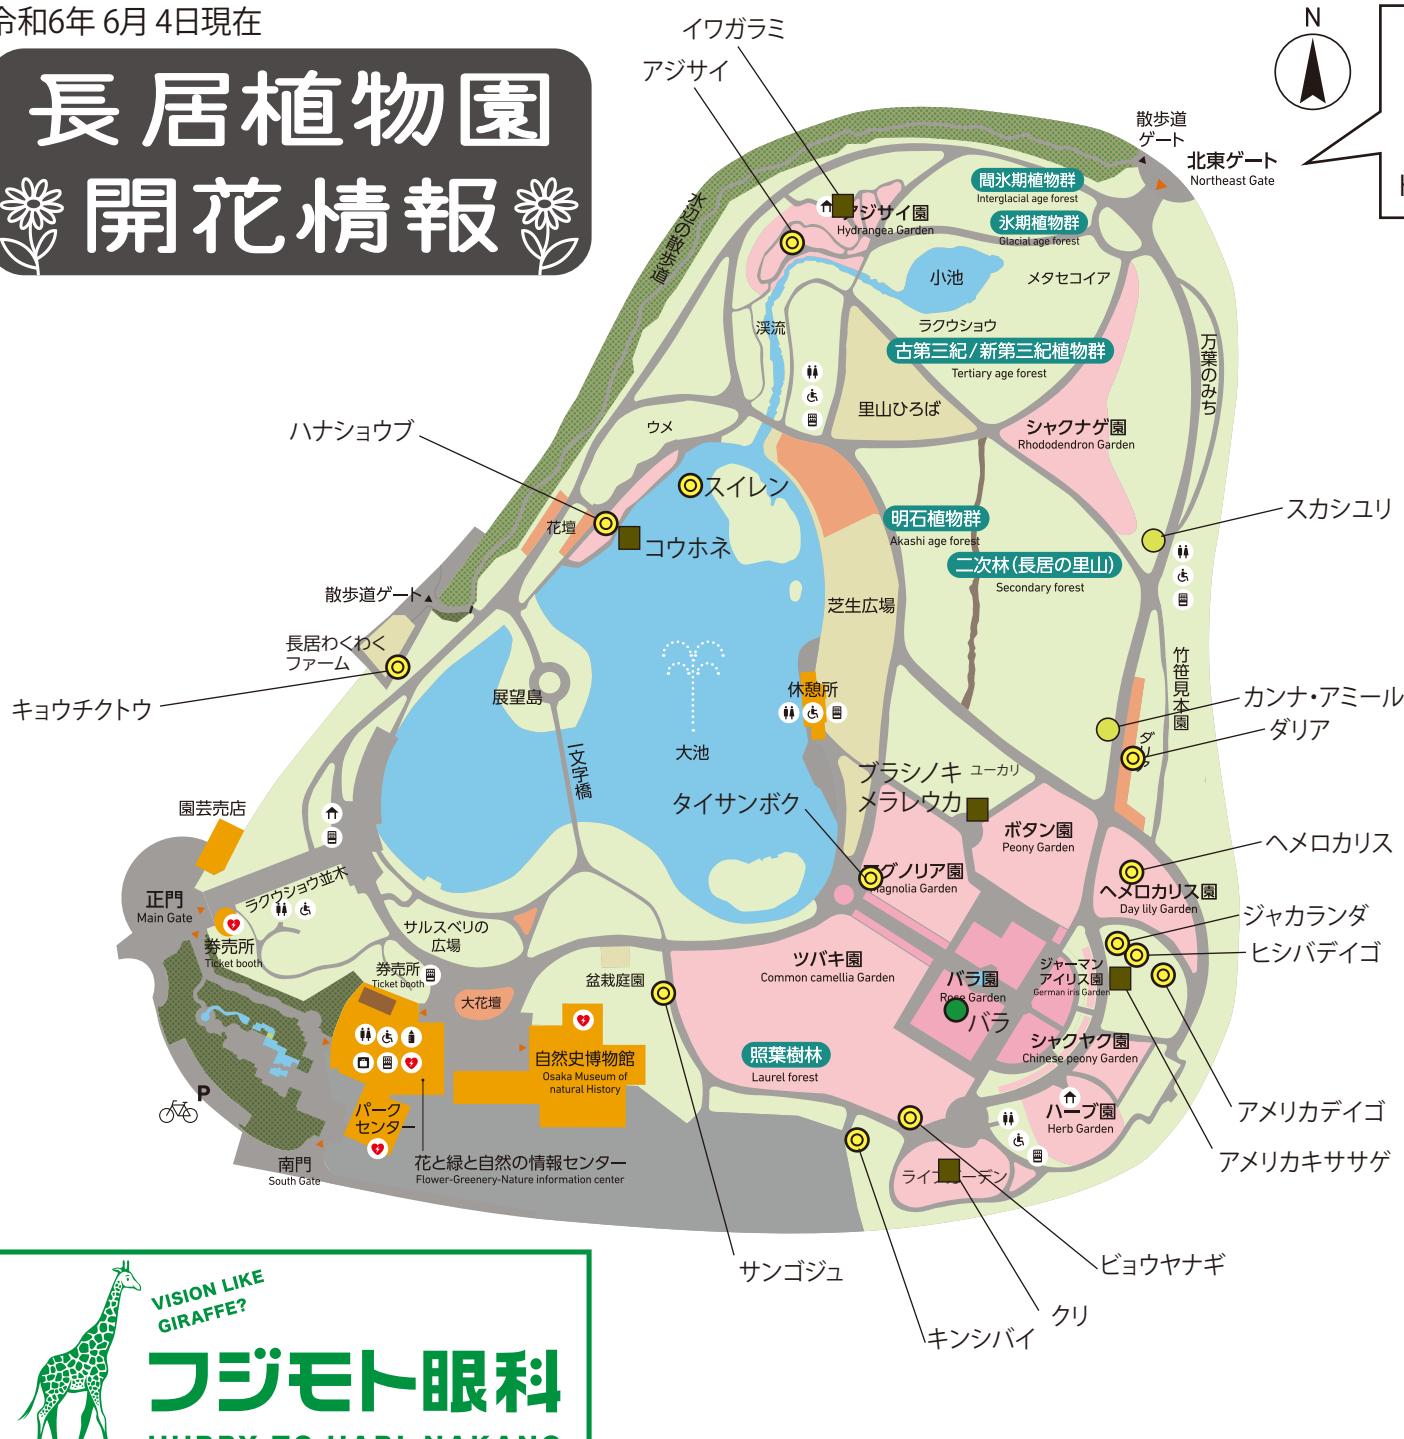 令和6年 6月 4日現在
長居植物園
開花情報
イワガラミ
アジサイ
N
散歩道
ゲート
北東ゲート
Northeast Gate
間氷期植物群
Interglacial age forest
氷期植物群
Glacial age forest
アジサイ園
Hydrangea Garden
水辺の散歩道
小池
メタセコイア
渓流
ラクウショウ
古第三紀/新第三紀植物群
Tertiary age forest
万葉のみち
里山ひろば
シャクナゲ園
Rhododendron Garden
ハナショウブ
ウメ
スイレン
花壇
コウホネ
明石植物群
Akashi age forest
二次林(長居の里山)
Secondary forest
スカシユリ
散歩道ゲート
芝生広場
長居わくわく
ファーム
キョウチクトウ
展望島
休憩所
竹笹見本園
カンナ・アミール
ダリア
ダリア
大池
一文字橋
ブラシノキ
ユーカリ
メラレウカ
タイサンボク
園芸売店
ボタン園
Peony Garden
ヘメロカリス
マグノリア園
Magnolia Garden
ヘメロカリス園
Day lily Garden
正門
Main Gate
ラクウショウ並木
ジャカランダ
サルスベリの
広場
券売所
Ticket booth
ヒシバデイゴ
ツバキ園
Common camellia Garden
ジャーマン
アイリス園
German iris Garden
券売所
Ticket booth
盆栽庭園
バラ園
Rose Garden
バラ
大花壇
自然史博物館
Osaka Museum of
natural History
照葉樹林
Laurel forest
シャクヤク園
Chinese peony Garden
P
パーク
センター
ハーブ園
Herb Garden
アメリカデイゴ
アメリカキササゲ
南門
South Gate
花と緑と自然の情報センター
Flower-Greenery-Nature information center
ライフガーデン
サンゴジュ
ビョウヤナギ
クリ
キンシバイ
VISION LIKE
GIRAFFE?
フジモト眼科
HURRY TO HARI-NAKANO